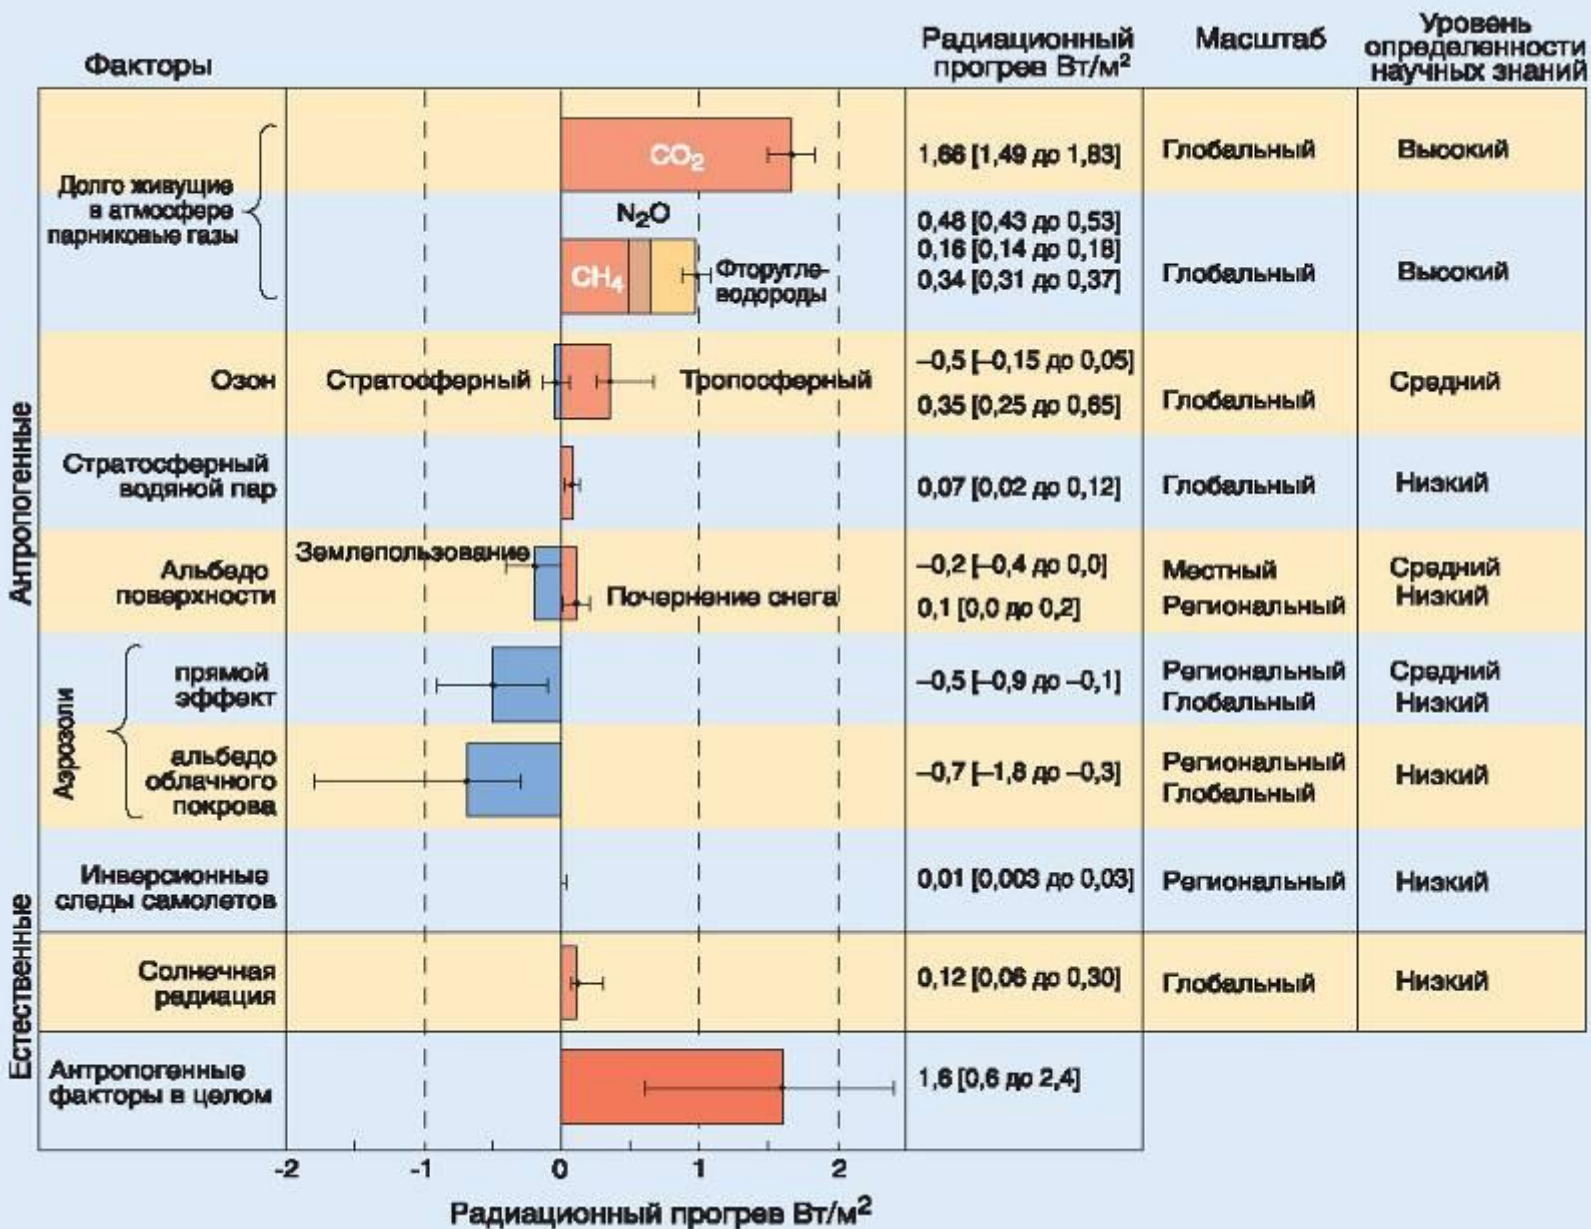 Факторы
Радиационный
прогрев Вт/м²
Масштаб
Уровень
определенности
научных знаний
Антропогенные
Долго живущие
в атмосфере
парниковые газы
CO₂
1,66 [1,49 до 1,83]
Глобальный
Высокий
N₂O
CH₄
Фторугле-
водороды
0,48 [0,43 до 0,53]
0,16 [0,14 до 0,18]
0,34 [0,31 до 0,37]
Глобальный
Высокий
Озон
Стратосферный
Тропосферный
–0,5 [–0,15 до 0,05]
0,35 [0,25 до 0,65]
Глобальный
Средний
Стратосферный
водяной пар
0,07 [0,02 до 0,12]
Глобальный
Низкий
Альбедо
поверхности
Землепользование
Почернение снега
–0,2 [–0,4 до 0,0]
0,1 [0,0 до 0,2]
Местный
Региональный
Средний
Низкий
Аэрозоли
прямой
эффект
–0,5 [–0,9 до –0,1]
Региональный
Глобальный
Средний
Низкий
альбедо
облачного
покрова
–0,7 [–1,8 до –0,3]
Региональный
Глобальный
Низкий
Инверсионные
следы самолетов
0,01 [0,003 до 0,03]
Региональный
Низкий
Естественные
Солнечная
радиация
0,12 [0,06 до 0,30]
Глобальный
Низкий
Антропогенные
факторы в целом
1,6 [0,6 до 2,4]
-2 -1 0 1 2
Радиационный прогрев Вт/м²